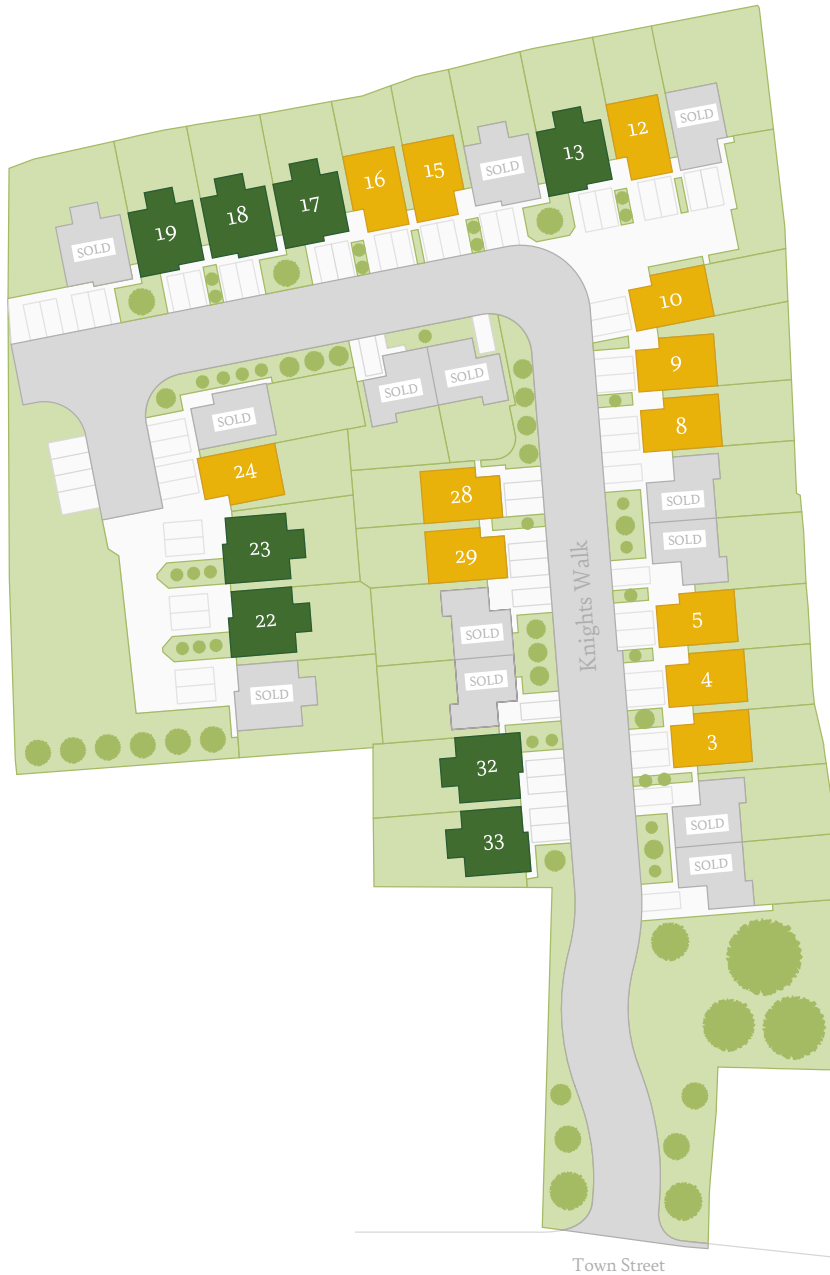 SOLD
12
13
SOLD
15
16
17
18
19
SOLD
10
9
SOLD
SOLD
8
SOLD
24
28
SOLD
SOLD
23
29
Knights Walk
22
5
SOLD
SOLD
4
SOLD
3
32
SOLD
33
SOLD
Town Street